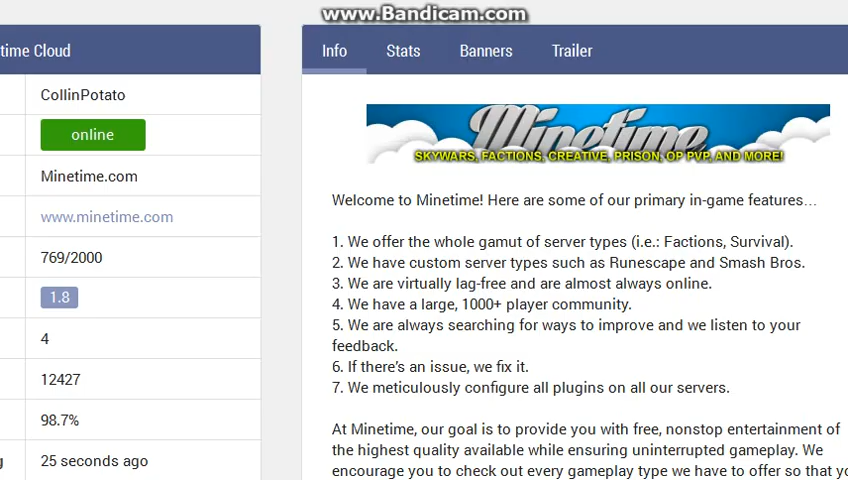 www.Bandicam.com
time Cloud
CollinPotato
online
Minetime.com
www.minetime.com
769/2000
1.8
4
12427
98.7%
g 25 seconds ago
Info Stats Banners Trailer
Minetime
SKYWARS, FACTIONS, CREATIVE, PRISON, OP PVP, AND MORE!
Welcome to Minetime! Here are some of our primary in-game features…
1. We offer the whole gamut of server types (i.e.: Factions, Survival).
2. We have custom server types such as Runescape and Smash Bros.
3. We are virtually lag-free and are almost always online.
4. We have a large, 1000+ player community.
5. We are always searching for ways to improve and we listen to your
feedback.
6. If there's an issue, we fix it.
7. We meticulously configure all plugins on all our servers.
At Minetime, our goal is to provide you with free, nonstop entertainment of
the highest quality available while ensuring uninterrupted gameplay. We
encourage you to check out every gameplay type we have to offer so that yo